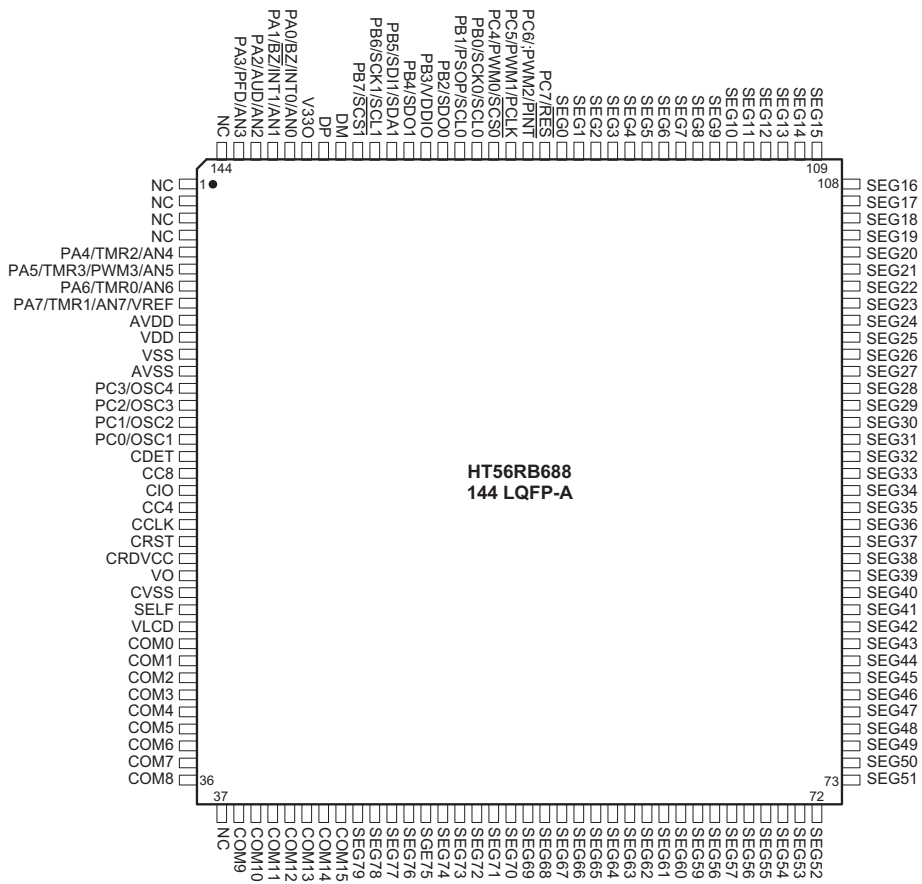 NC
PA3/PFD/AN3
PA2/AUD/AN2
PA1/BZ/INT1/AN1
PA0/BZ/INT0/AN0
V33O
DP
DM
PB7/SCS1
PB6/SCK1/SCL1
PB5/SDI1/SDA1
PB4/SDO1
PB3/VDDIO
PB2/SDO0
PB1/PSOP/SCL0
PB0/SCK0/SCL0
PC4/PWM0/SCS0
PC5/PWM1/PCLK
PC6/;PWM2/PINT
PC7/RES
SEG0
SEG1
SEG2
SEG3
SEG4
SEG5
SEG6
SEG7
SEG8
SEG9
SEG10
SEG11
SEG12
SEG13
SEG14
SEG15
144
109
1
108
NC
NC
NC
NC
PA4/TMR2/AN4
PA5/TMR3/PWM3/AN5
PA6/TMR0/AN6
PA7/TMR1/AN7/VREF
AVDD
VDD
VSS
AVSS
PC3/OSC4
PC2/OSC3
PC1/OSC2
PC0/OSC1
CDET
CC8
CIO
CC4
CCLK
CRST
CRDVCC
VO
CVSS
SELF
VLCD
COM0
COM1
COM2
COM3
COM4
COM5
COM6
COM7
COM8
HT56RB688
144 LQFP-A
SEG16
SEG17
SEG18
SEG19
SEG20
SEG21
SEG22
SEG23
SEG24
SEG25
SEG26
SEG27
SEG28
SEG29
SEG30
SEG31
SEG32
SEG33
SEG34
SEG35
SEG36
SEG37
SEG38
SEG39
SEG40
SEG41
SEG42
SEG43
SEG44
SEG45
SEG46
SEG47
SEG48
SEG49
SEG50
SEG51
36
73
37
72
NC
COM9
COM10
COM11
COM12
COM13
COM14
COM15
SEG79
SEG78
SEG77
SEG76
SGE75
SEG74
SEG73
SEG72
SEG71
SEG70
SEG69
SEG68
SEG67
SEG66
SEG65
SEG64
SEG63
SEG62
SEG61
SEG60
SEG59
SEG56
SEG57
SEG56
SEG55
SEG54
SEG53
SEG52